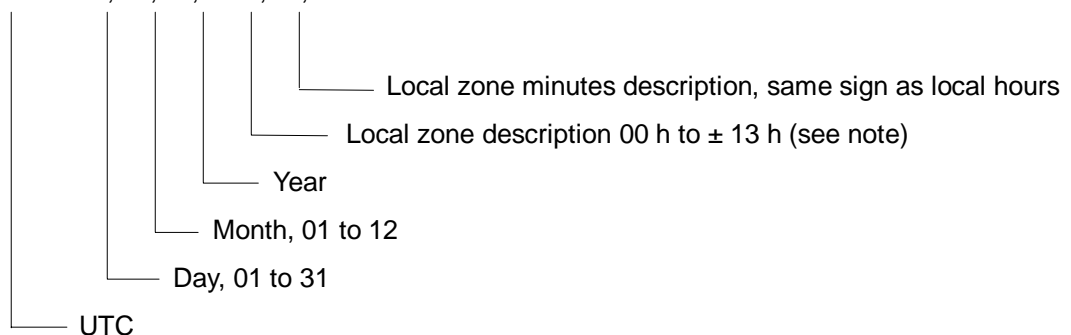 Local zone minutes description, same sign as local hours
Local zone description 00 h to ± 13 h (see note)
Year
Month, 01 to 12
Day, 01 to 31
UTC